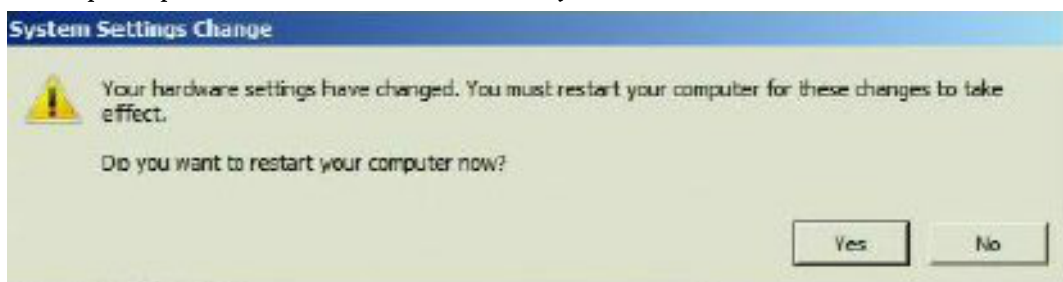 System Settings Change
Your hardware settings have changed. You must restart your computer for these changes to take
effect.
Do you want to restart your computer now?
Yes
No